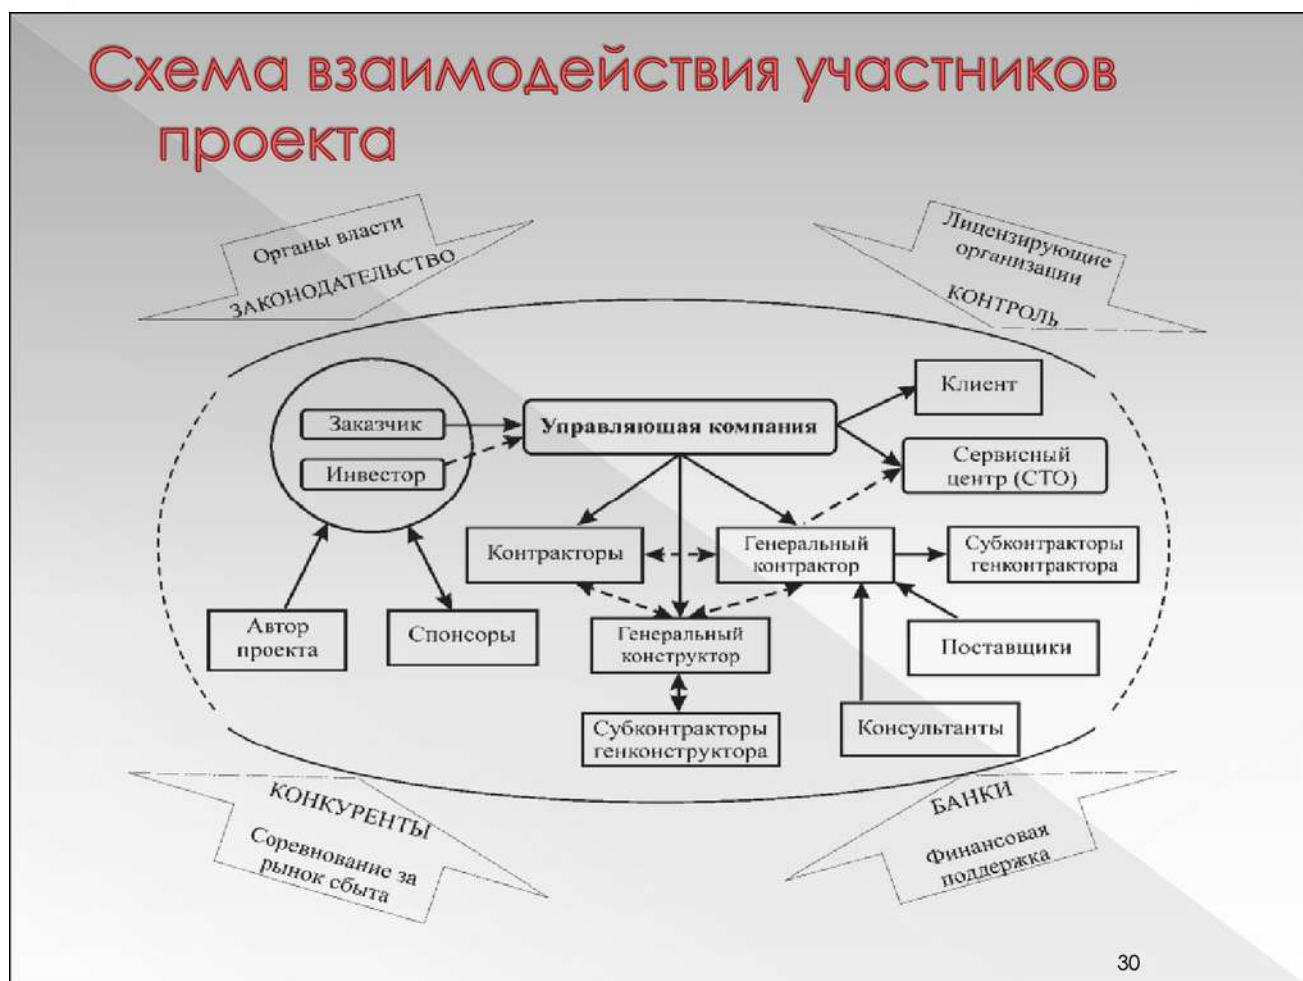 Схема взаимодействия участников
проекта
Органы власти
ЗАКОНОДАТЕЛЬСТВО
Лицензирующие
организации
КОНТРОЛЬ
Заказчик
Инвестор
Управляющая компания
Клиент
Сервисный
центр (СТО)
Контракторы
Генеральный
контрактор
Субконтракторы
генконтрактора
Автор
проекта
Спонсоры
Генеральный
конструктор
Поставщики
Субконтракторы
генконструктора
Консультанты
КОНКУРЕНТЫ
Соревнование за
рынок сбыта
БАНКИ
Финансовая
поддержка
30